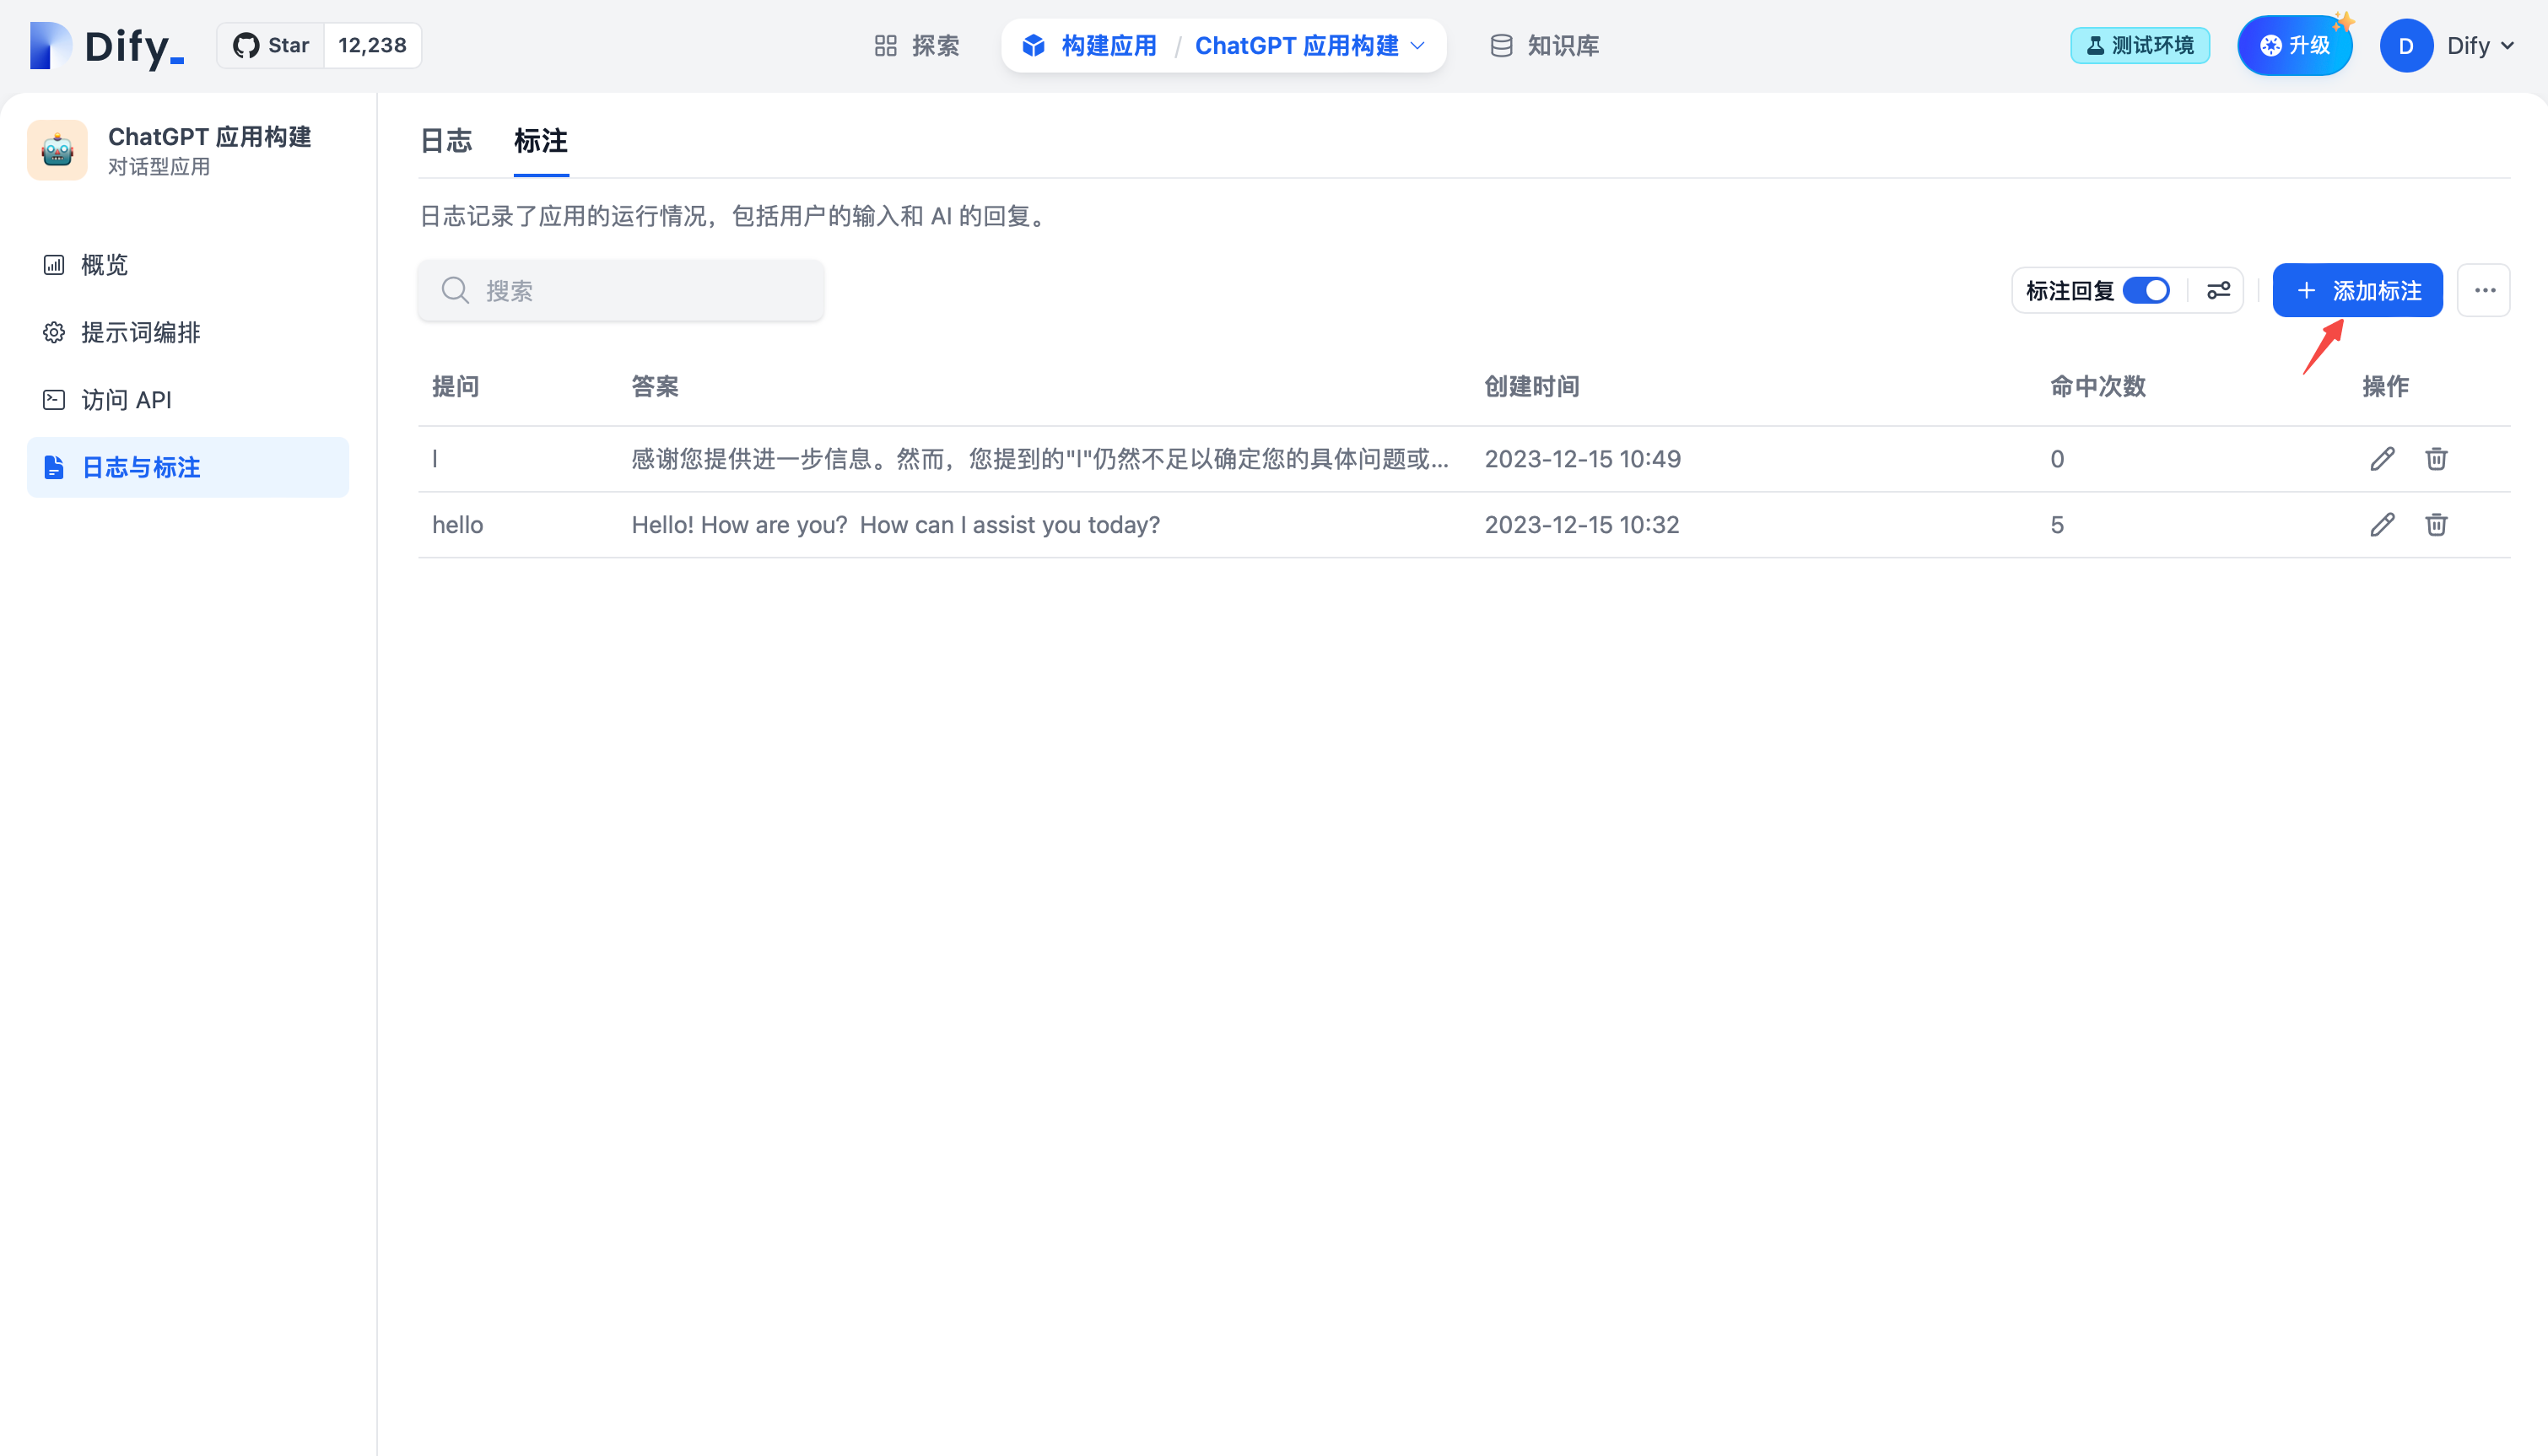 Dify_ Star 12,238 探索 构建应用 / ChatGPT 应用构建 知识库 测试环境 升级 D Dify
ChatGPT 应用构建
对话型应用
概览
提示词编排
访问 API
日志与标注
日志 标注
日志记录了应用的运行情况，包括用户的输入和 AI 的回复。
搜索 标注回复 + 添加标注 ...
提问 答案 创建时间 命中次数 操作
I 感谢您提供进一步信息。然而，您提到的"I"仍然不足以确定您的具体问题或... 2023-12-15 10:49 0
hello Hello! How are you? How can I assist you today? 2023-12-15 10:32 5